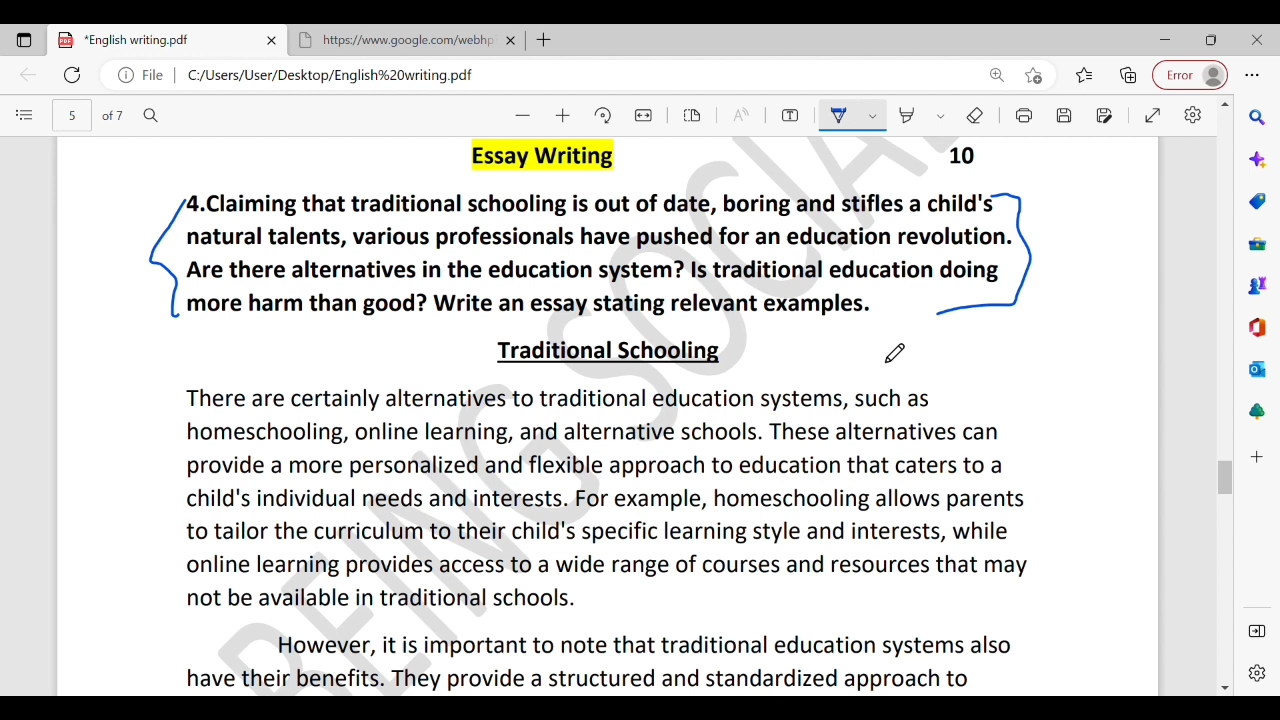 *English writing.pdf
https://www.google.com/webhp
File
C:/Users/User/Desktop/English%20writing.pdf
Error
5 of 7
Essay Writing 10
4.Claiming that traditional schooling is out of date, boring and stifles a child's
natural talents, various professionals have pushed for an education revolution.
Are there alternatives in the education system? Is traditional education doing
more harm than good? Write an essay stating relevant examples.
Traditional Schooling
There are certainly alternatives to traditional education systems, such as
homeschooling, online learning, and alternative schools. These alternatives can
provide a more personalized and flexible approach to education that caters to a
child's individual needs and interests. For example, homeschooling allows parents
to tailor the curriculum to their child's specific learning style and interests, while
online learning provides access to a wide range of courses and resources that may
not be available in traditional schools.
However, it is important to note that traditional education systems also
have their benefits. They provide a structured and standardized approach to
BEING SOCIAL